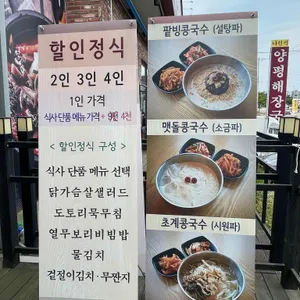 할인정식
2인 3인 4인
1인 가격
식사 단품 메뉴 가격 + 9천
< 할인정식 구성 >
식사 단품 메뉴 선택
닭가슴살샐러드
도토리묵무침
열무보리비빔밥
물김치
겉절이김치·무짠지
팥빙콩국수 (설탕파)
맷돌콩국수 (소금파)
초계콩국수 (시원파)
양평해장국